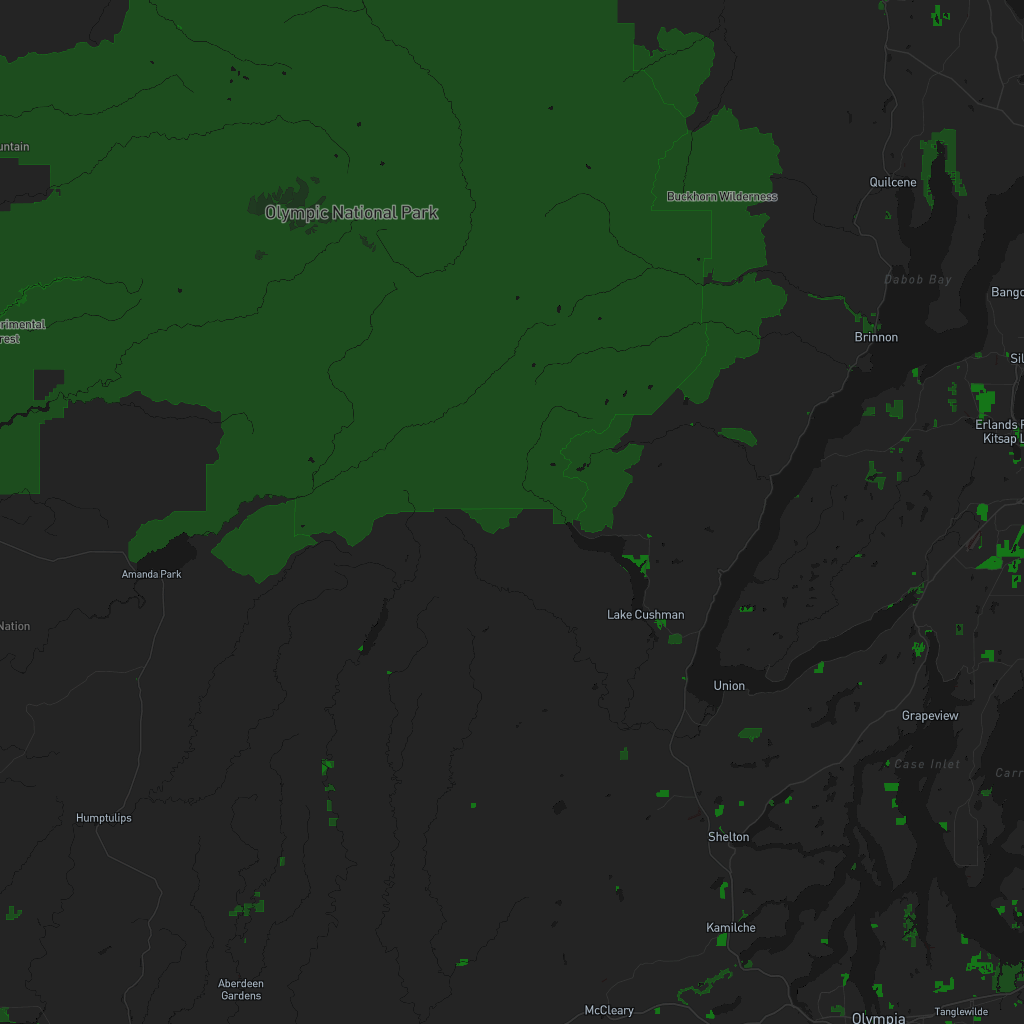 untain
Quilcene
Buckhorn Wilderness
Olympic National Park
Dabob Bay
Bango
rimental
rest
Brinnon
Sil
Erlands P
Kitsap L
Amanda Park
Lake Cushman
Nation
Union
Grapeview
Case Inlet
Carr
Humptulips
Shelton
Kamilche
Aberdeen
Gardens
McCleary
Olympia
Tanglewilde